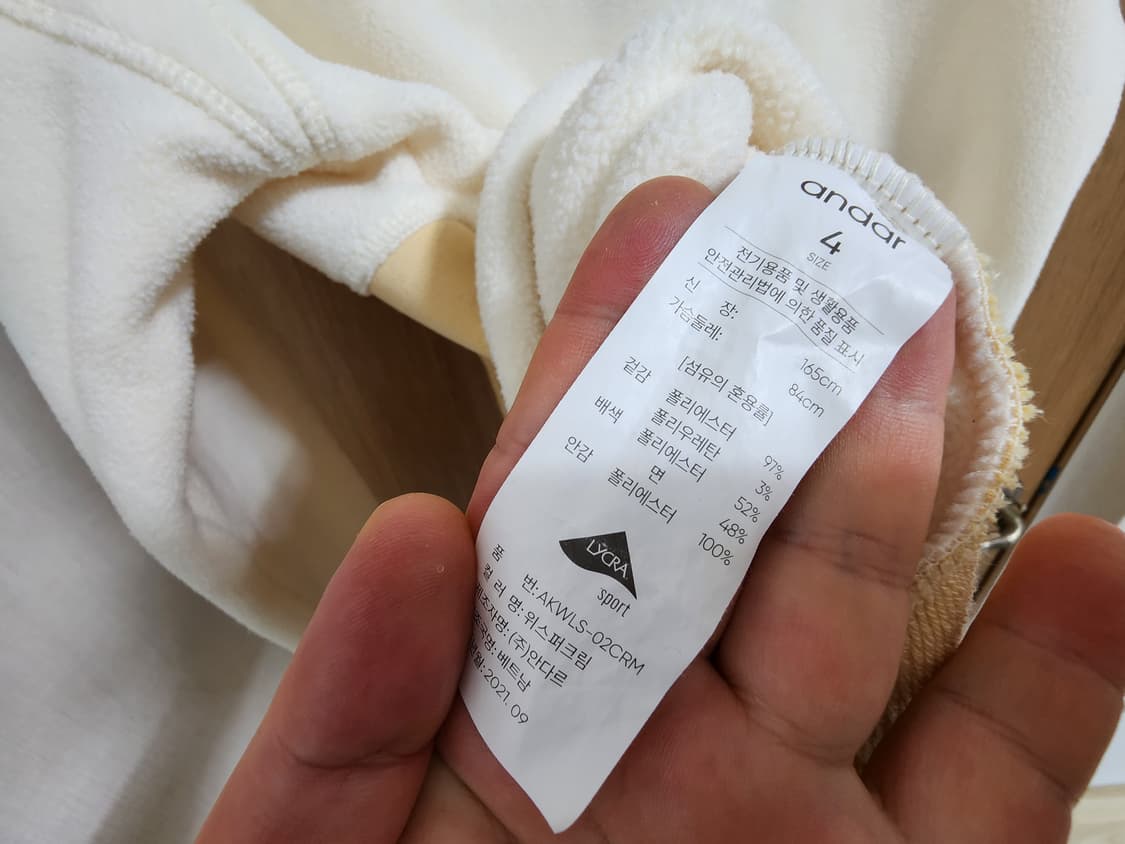 andar
4
SIZE
전기용품 및 생활용품
안전관리법에 의한 품질 표시
신 장: 165cm
가슴둘레: 84cm
[섬유의 혼용률]
겉감 폴리에스터 97%
폴리우레탄 3%
배색 폴리에스터 52%
면 48%
안감 폴리에스터 100%
LYCRA
sport
품 번: AKWLS-02CRM
컬 러 명: 위스퍼크림
제조자명: (주)안다르
제조국명: 베트남
2021. 09